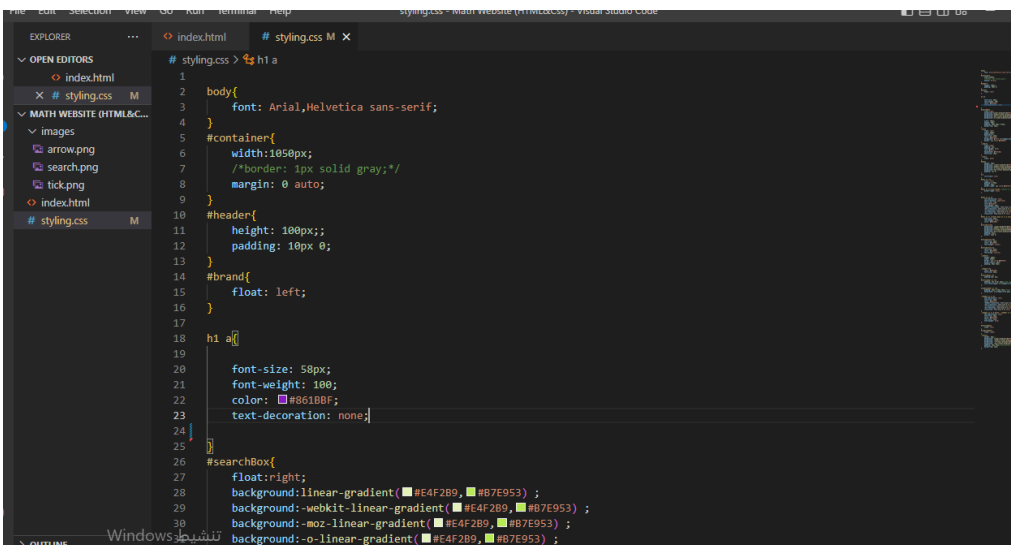 File Edit Selection View Go Run Terminal Help styling.css - Math Website (HTML&Css) - Visual Studio Code
EXPLORER ··· index.html # styling.css M
OPEN EDITORS
index.html
# styling.css M
MATH WEBSITE (HTML&C...
images
arrow.png
search.png
tick.png
index.html
# styling.css M
OUTLINE
# styling.css > h1 a
1
2 body{
3 font: Arial,Helvetica sans-serif;
4 }
5 #container{
6 width:1050px;
7 /*border: 1px solid gray;*/
8 margin: 0 auto;
9 }
10 #header{
11 height: 100px;;
12 padding: 10px 0;
13 }
14 #brand{
15 float: left;
16 }
17
18 h1 a{
19
20 font-size: 58px;
21 font-weight: 100;
22 color: #861BBF;
23 text-decoration: none;
24
25 }
26 #searchBox{
27 float:right;
28 background:linear-gradient(#E4F2B9,#B7E953) ;
29 background:-webkit-linear-gradient(#E4F2B9,#B7E953) ;
30 background:-moz-linear-gradient(#E4F2B9,#B7E953) ;
background:-o-linear-gradient(#E4F2B9,#B7E953) ;
تنشيط Windows